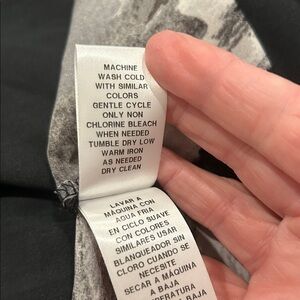 MACHINE
WASH COLD
WITH SIMILAR
COLORS
GENTLE CYCLE
ONLY NON
CHLORINE BLEACH
WHEN NEEDED
TUMBLE DRY LOW
WARM IRON
AS NEEDED
DRY CLEAN
LAVAR A
MÁQUINA CON
AGUA FRIA
EN CICLO SUAVE
CON COLORES
SIMILARES USAR
BLANQUEADOR SIN
CLORO CUANDO SE
NECESITE
SECAR A MÁQUINA
A BAJA